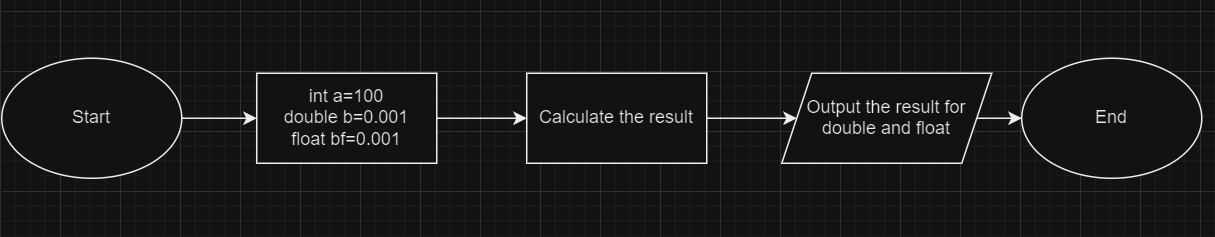 Start
int a=100
double b=0.001
float bf=0.001
Calculate the result
Output the result for
double and float
End